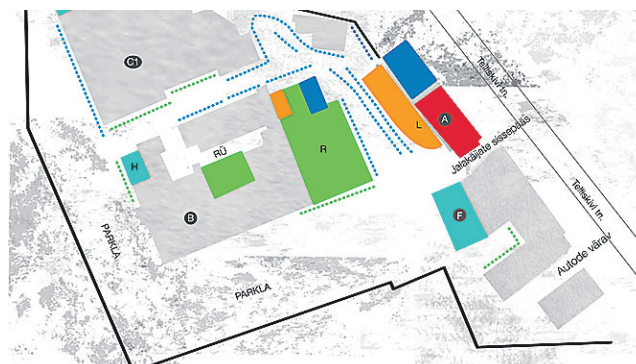 C1
Telliskivi tn.
A
L
Jalakäijate sissepääs
R
RÜ
H
Telliskivi tn.
F
B
PARKLA
Autode värav
PARKLA